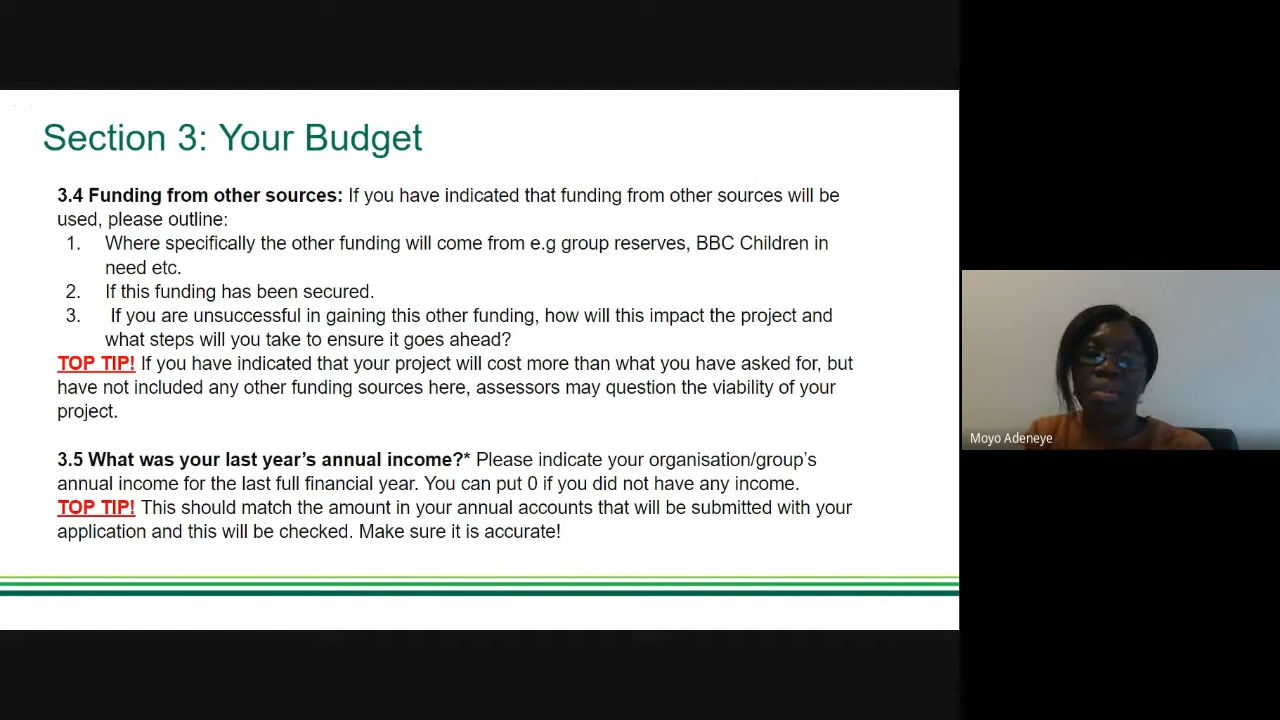 Section 3: Your Budget
3.4 Funding from other sources: If you have indicated that funding from other sources will be
used, please outline:
1. Where specifically the other funding will come from e.g group reserves, BBC Children in
need etc.
2. If this funding has been secured.
3. If you are unsuccessful in gaining this other funding, how will this impact the project and
what steps will you take to ensure it goes ahead?
TOP TIP! If you have indicated that your project will cost more than what you have asked for, but
have not included any other funding sources here, assessors may question the viability of your
project.
3.5 What was your last year’s annual income?* Please indicate your organisation/group’s
annual income for the last full financial year. You can put 0 if you did not have any income.
TOP TIP! This should match the amount in your annual accounts that will be submitted with your
application and this will be checked. Make sure it is accurate!
Moyo Adeneye